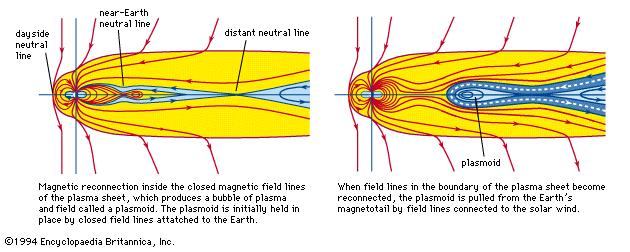 near-Earth
neutral line
dayside
neutral
line
distant neutral line
plasmoid
Magnetic reconnection inside the closed magnetic field lines
of the plasma sheet, which produces a bubble of plasma
and field called a plasmoid. The plasmoid is initially held in
place by closed field lines attatched to the Earth.
When field lines in the boundary of the plasma sheet become
reconnected, the plasmoid is pulled from the Earth's
magnetotail by field lines connected to the solar wind.
©1994 Encyclopaedia Britannica, Inc.